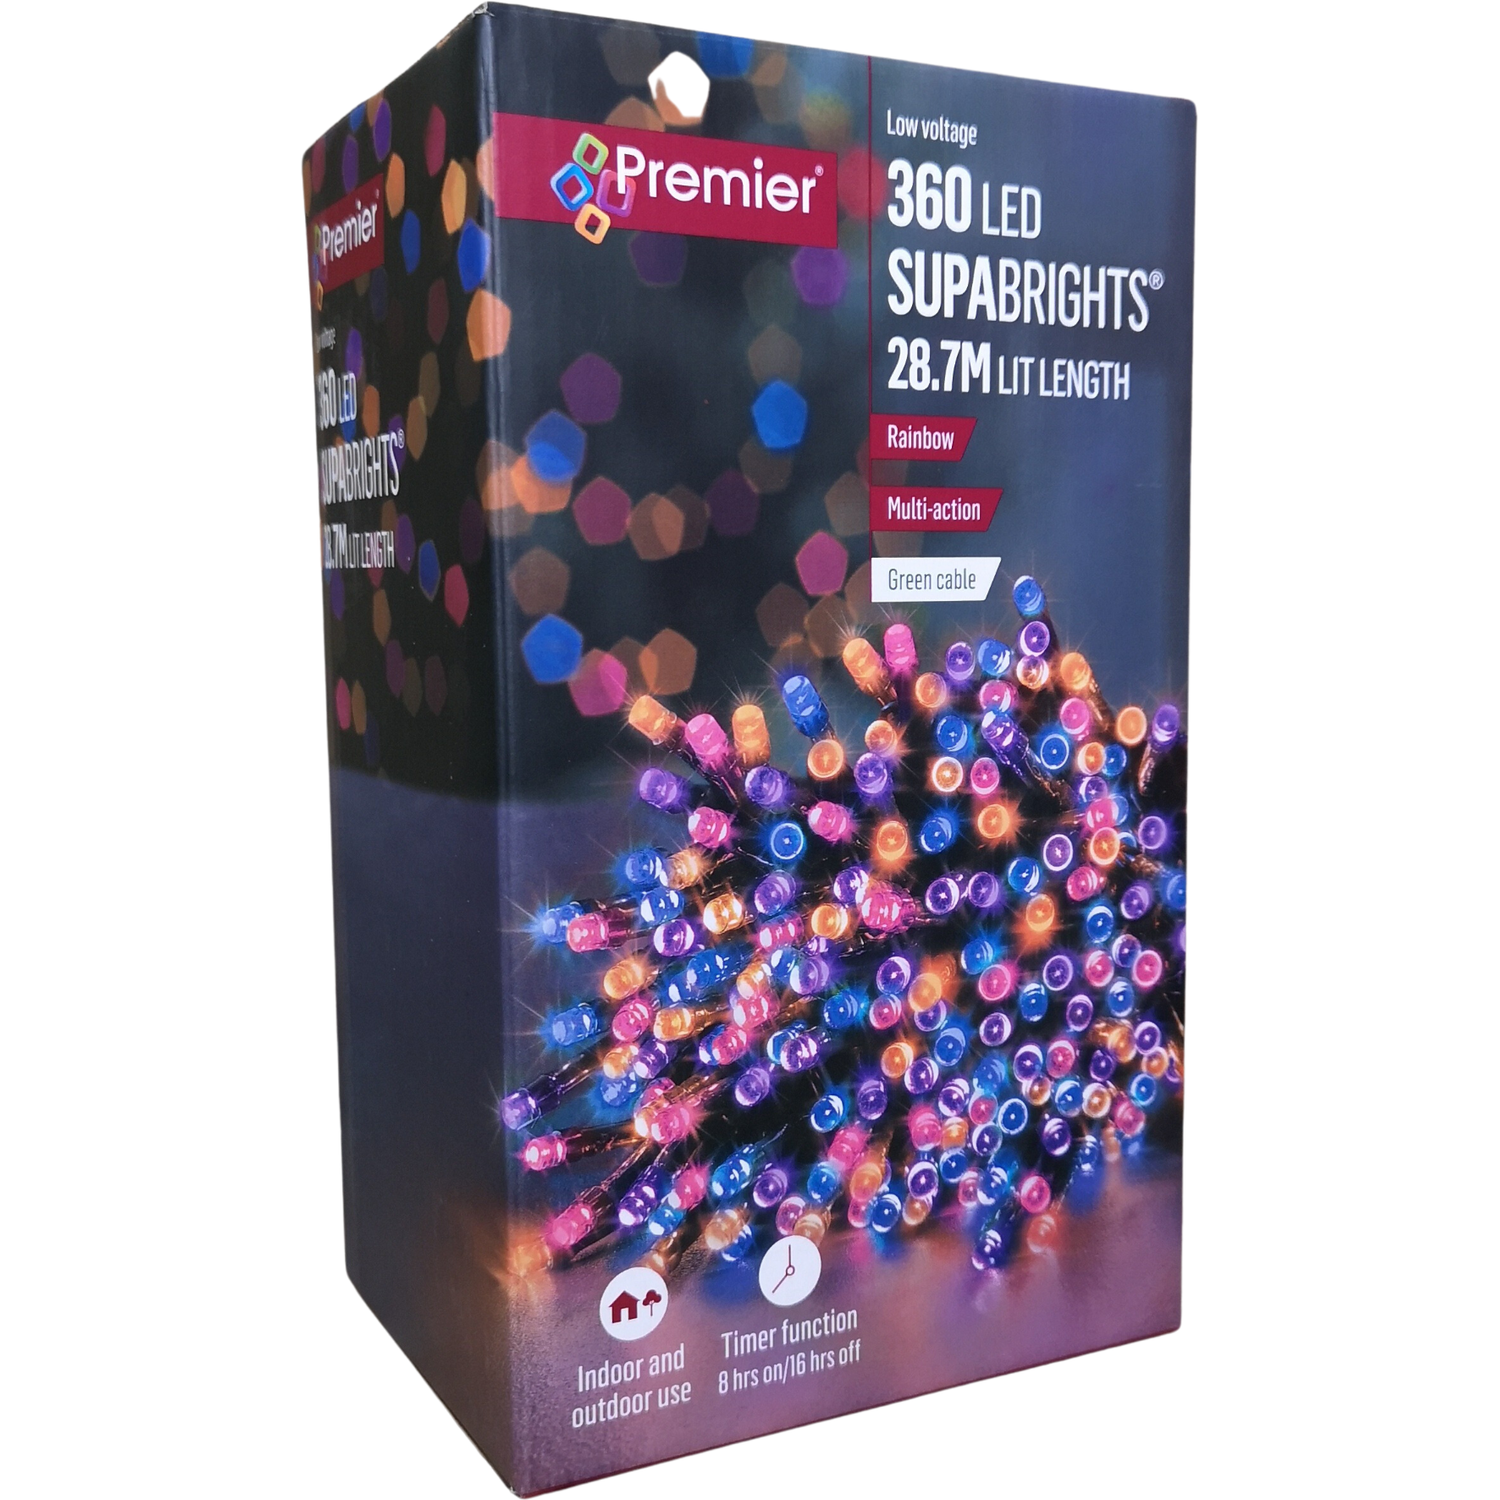 Premier®
Low voltage
360 LED
SUPABRIGHTS®
28.7M LIT LENGTH
Rainbow
Multi-action
Green cable
Indoor and
outdoor use
Timer function
8 hrs on/16 hrs off
Premier®
voltage
360 LED
SUPABRIGHTS®
28.7M LIT LENGTH